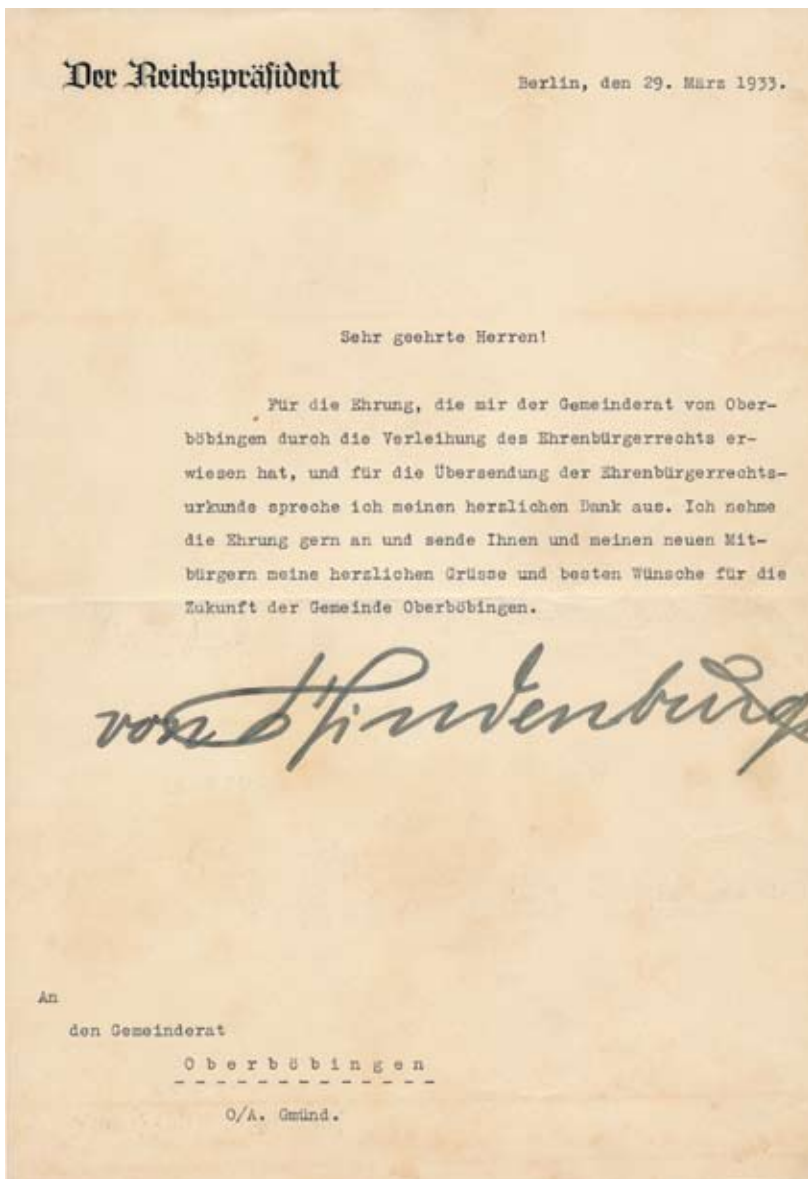 Der Reichspräsident
Berlin, den 29. März 1933.
Sehr geehrte Herren!
Für die Ehrung, die mir der Gemeinderat von Ober-
böbingen durch die Verleihung des Ehrenbürgerrechts er-
wiesen hat, und für die Übersendung der Ehrenbürgerrechts-
urkunde spreche ich meinen herzlichen Dank aus. Ich nehme
die Ehrung gern an und sende Ihnen und meinen neuen Mit-
bürgern meine herzlichen Grüsse und besten Wünsche für die
Zukunft der Gemeinde Oberböbingen.
von Hindenburg
An
den Gemeinderat
Oberböbingen
O/A. Gmünd.